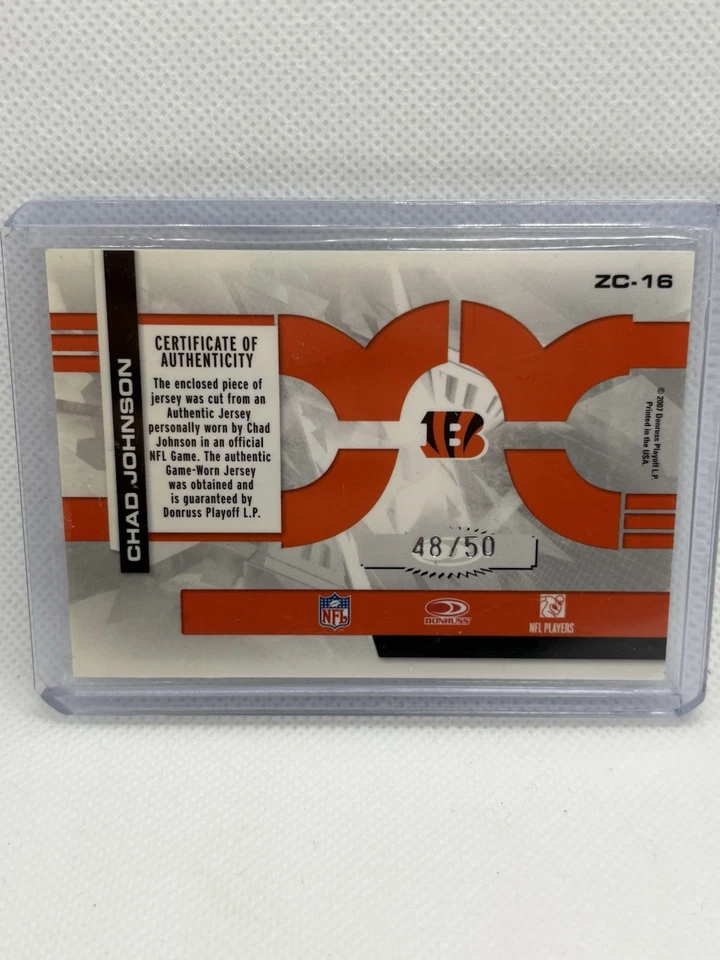 ZC-16
CHAD JOHNSON
CERTIFICATE OF
AUTHENTICITY
The enclosed piece of
jersey was cut from an
Authentic Jersey
personally worn by Chad
Johnson in an official
NFL Game. The authentic
Game-Worn Jersey
was obtained and
is guaranteed by
Donruss Playoff L.P.
© 2007 Donruss Playoff L.P.
Printed in the USA.
B
48/50
NFL
DONRUSS
NFL PLAYERS